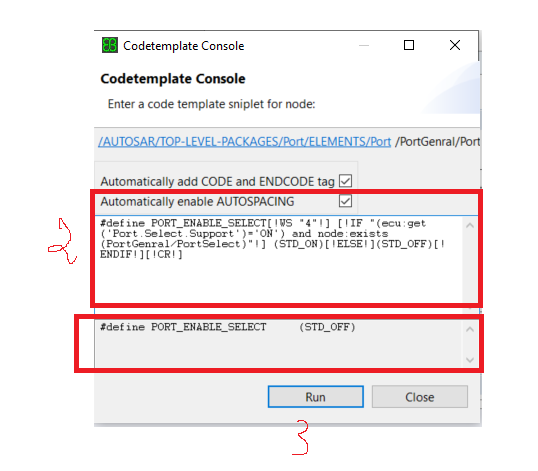 Codetemplate Console
Codetemplate Console
Enter a code template sniplet for node:
/AUTOSAR/TOP-LEVEL-PACKAGES/Port/ELEMENTS/Port /PortGenral/Port
Automatically add CODE and ENDCODE tag
Automatically enable AUTOSPACING
2
#define PORT_ENABLE_SELECT[!WS "4"!] [!IF "(ecu:get
('Port.Select.Support')='ON') and node:exists
(PortGenral/PortSelect)"!] (STD_ON)[!ELSE!](STD_OFF)[!
ENDIF!][!CR!]
#define PORT_ENABLE_SELECT     (STD_OFF)
Run Close
3